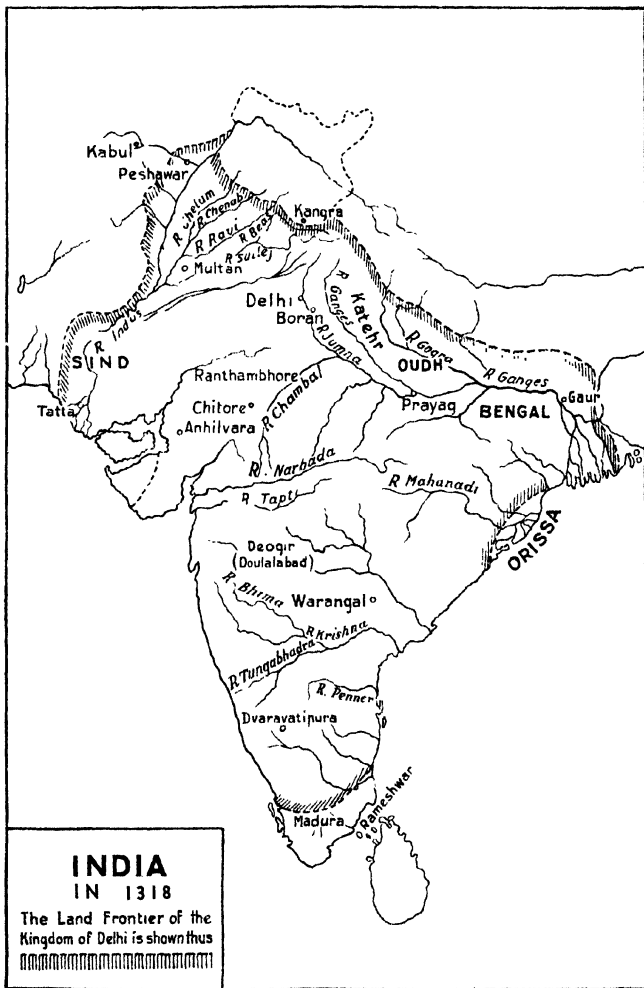 Kabul
Peshawar
R Jhelum
R. Chenab
R Ravi
R Beas
R Sutlej
Kangra
Multan
Delhi
Boran
R Ganges
Katehr
R Jumna
R Gogra
OUDH
R Ganges
R Indus
SIND
Tatta
Ranthambhore
Chitore
Anhilvara
R Chambal
Prayag
BENGAL
Gaur
R. Narbada
R Tapti
R Mahanadi
ORISSA
Deogir
(Doulalabad)
R. Bhima
Warangal
R Krishna
R Tungabhadra
R. Penner
Dvaravatipura
Madura
Rameshwar
INDIA
IN 1318
The Land Frontier of the
Kingdom of Delhi is shown thus